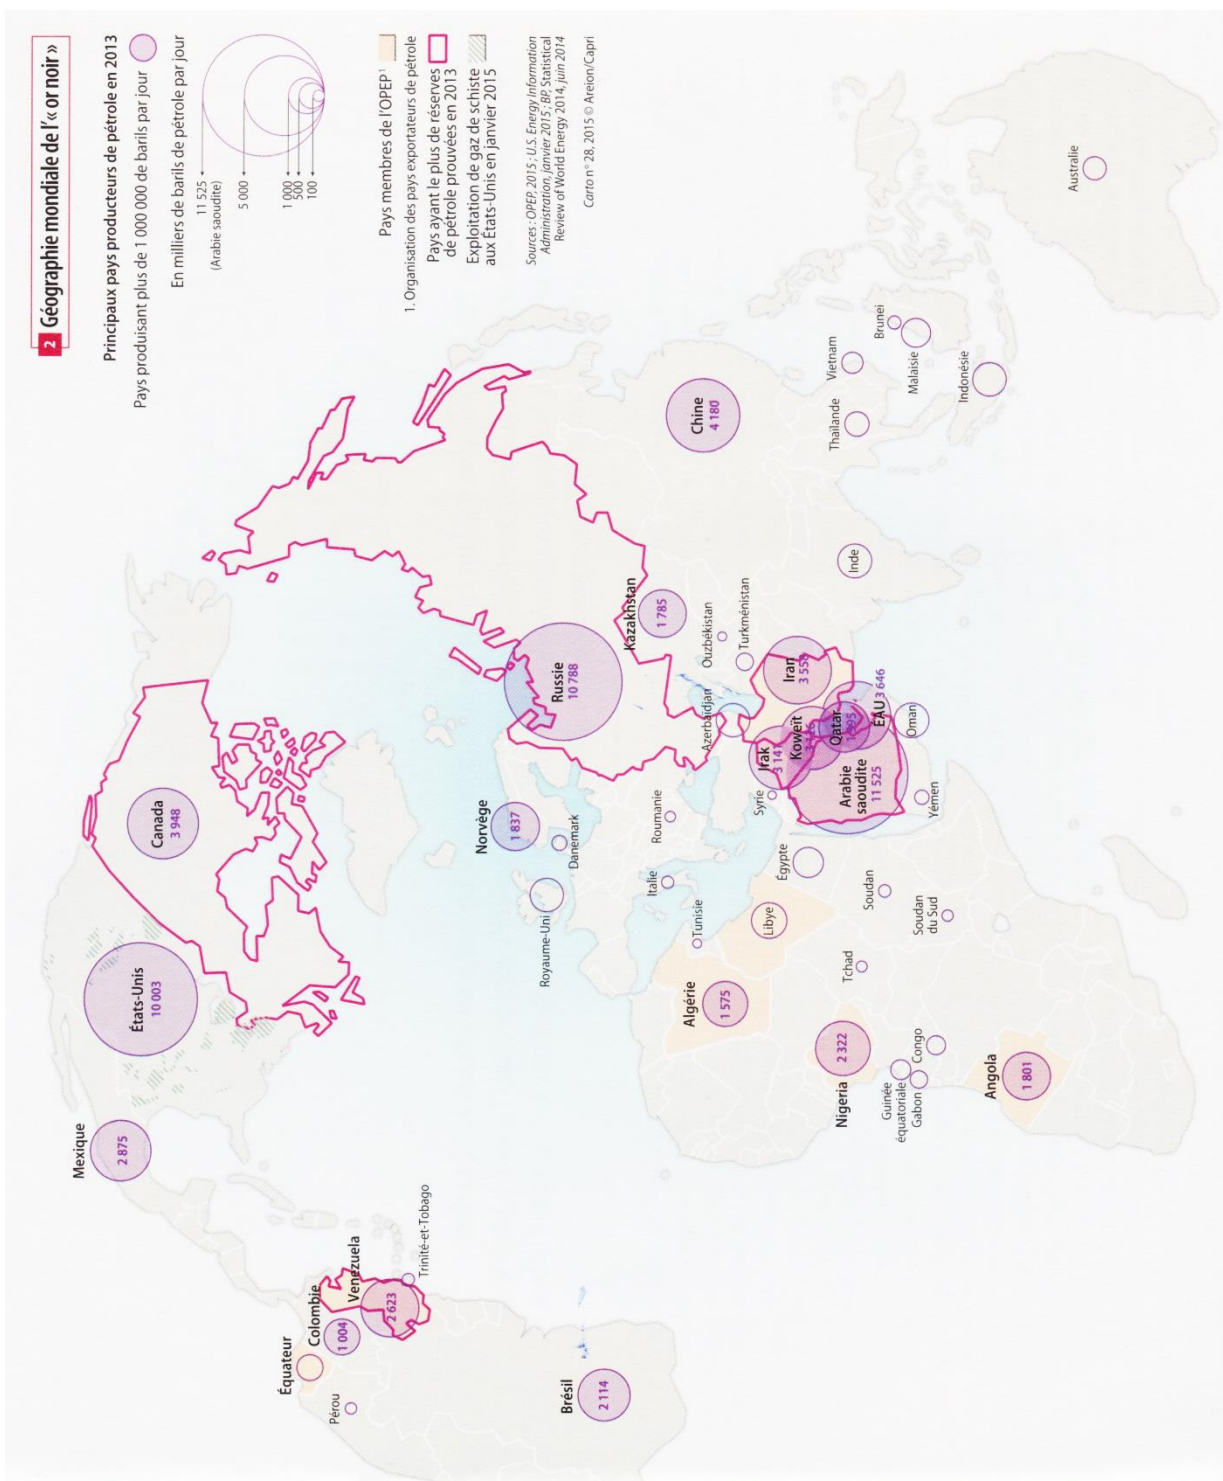 2 Géographie mondiale de l'« or noir »
Principaux pays producteurs de pétrole en 2013
Pays produisant plus de 1 000 000 de barils par jour
En milliers de barils de pétrole par jour
11 525
(Arabie saoudite)
5 000
1 000
500
100
Pays membres de l'OPEP¹
1. Organisation des pays exportateurs de pétrole
Pays ayant le plus de réserves
de pétrole prouvées en 2013
Exploitation de gaz de schiste
aux États-Unis en janvier 2015
Sources : OPEP, 2015 ; U.S. Energy Information
Administration, janvier 2015 ; BP, Statistical
Review of World Energy 2014, juin 2014
Carto n° 28, 2015 © Areion/Capri
Mexique
2 875
États-Unis
10 003
Canada
3 948
Équateur
Colombie
1 004
Venezuela
2 623
Trinité-et-Tobago
Pérou
Brésil
2 114
Norvège
1 837
Danemark
Royaume-Uni
Italie
Roumanie
Russie
10 788
Kazakhstan
1 785
Ouzbékistan
Turkménistan
Azerbaïdjan
Chine
4 180
Tunisie
Algérie
1 575
Libye
Égypte
Syrie
Irak
3 141
Koweït
Iran
3 558
Qatar
1 995
EAU 3 646
Arabie
saoudite
11 525
Oman
Yémen
Soudan
Soudan
du Sud
Tchad
Nigeria
2 322
Guinée
équatoriale
Gabon
Congo
Angola
1 801
Inde
Thaïlande
Vietnam
Brunei
Malaisie
Indonésie
Australie